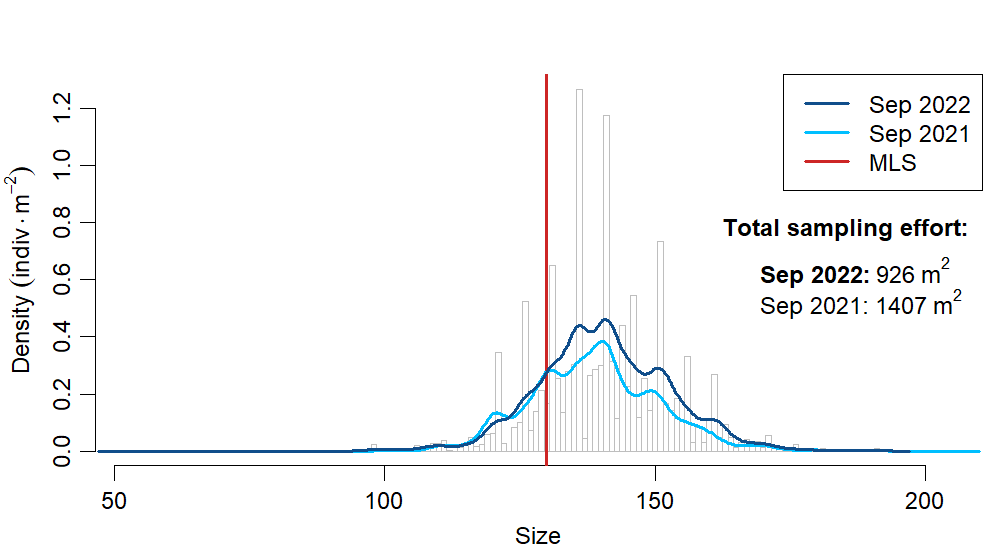 Sep 2022
Sep 2021
MLS
Total sampling effort:
Sep 2022: 926 m²
Sep 2021: 1407 m²
Density (indiv · m⁻²)
1.2
1.0
0.8
0.6
0.4
0.2
0.0
50 100 150 200
Size